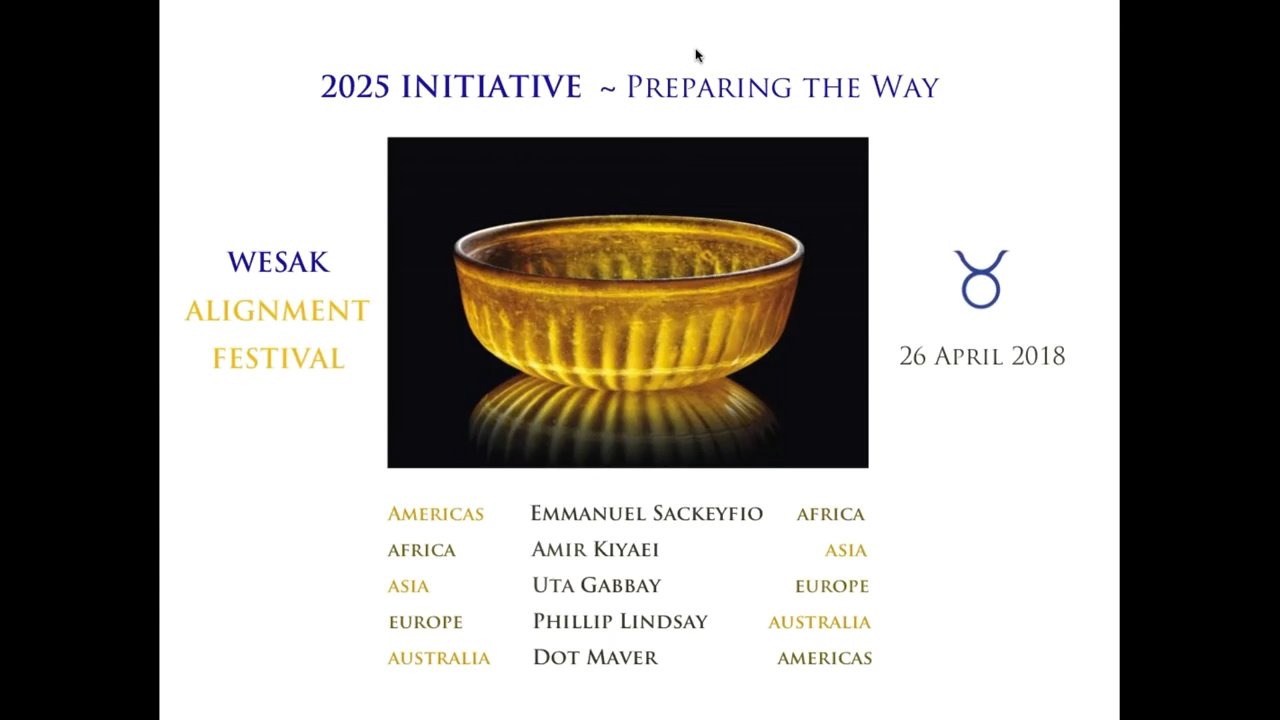 2025 INITIATIVE ~ PREPARING THE WAY
WESAK
ALIGNMENT
FESTIVAL
♉
26 APRIL 2018
AMERICAS EMMANUEL SACKEYFIO AFRICA
AFRICA AMIR KIYAEI ASIA
ASIA UTA GABBAY EUROPE
EUROPE PHILLIP LINDSAY AUSTRALIA
AUSTRALIA DOT MAVER AMERICAS